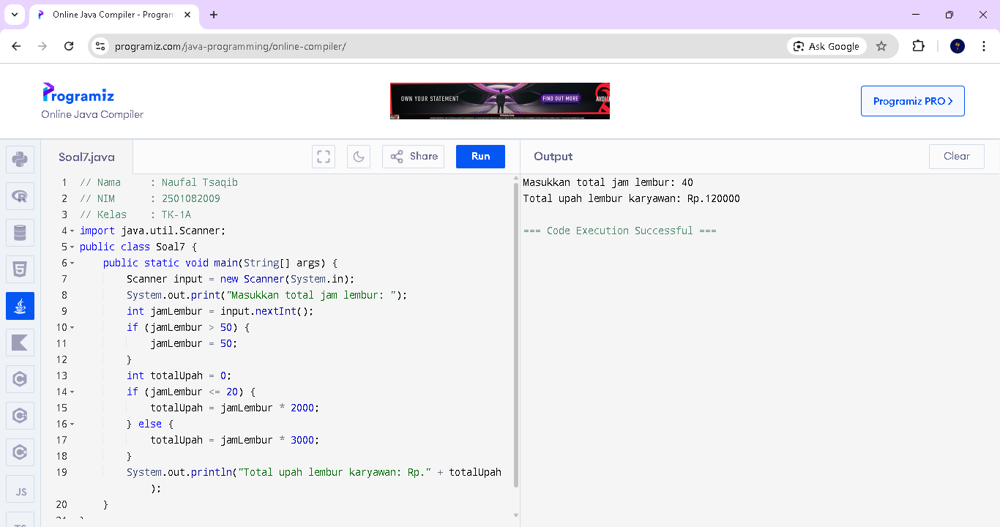 Online Java Compiler - Program
programiz.com/java-programming/online-compiler/
Ask Google
Programiz
Online Java Compiler
OWN YOUR STATEMENT
FIND OUT MORE
Programiz PRO
Soal7.java
Share
Run
Output
Clear
1 // Nama     : Naufal Tsaqib
2 // NIM      : 2501082009
3 // Kelas    : TK-1A
4 import java.util.Scanner;
5 public class Soal7 {
6     public static void main(String[] args) {
7         Scanner input = new Scanner(System.in);
8         System.out.print("Masukkan total jam lembur: ");
9         int jamLembur = input.nextInt();
10         if (jamLembur > 50) {
11             jamLembur = 50;
12         }
13         int totalUpah = 0;
14         if (jamLembur <= 20) {
15             totalUpah = jamLembur * 2000;
16         } else {
17             totalUpah = jamLembur * 3000;
18         }
19         System.out.println("Total upah lembur karyawan: Rp." + totalUpah
);
20     }
Masukkan total jam lembur: 40
Total upah lembur karyawan: Rp.120000
=== Code Execution Successful ===
JS